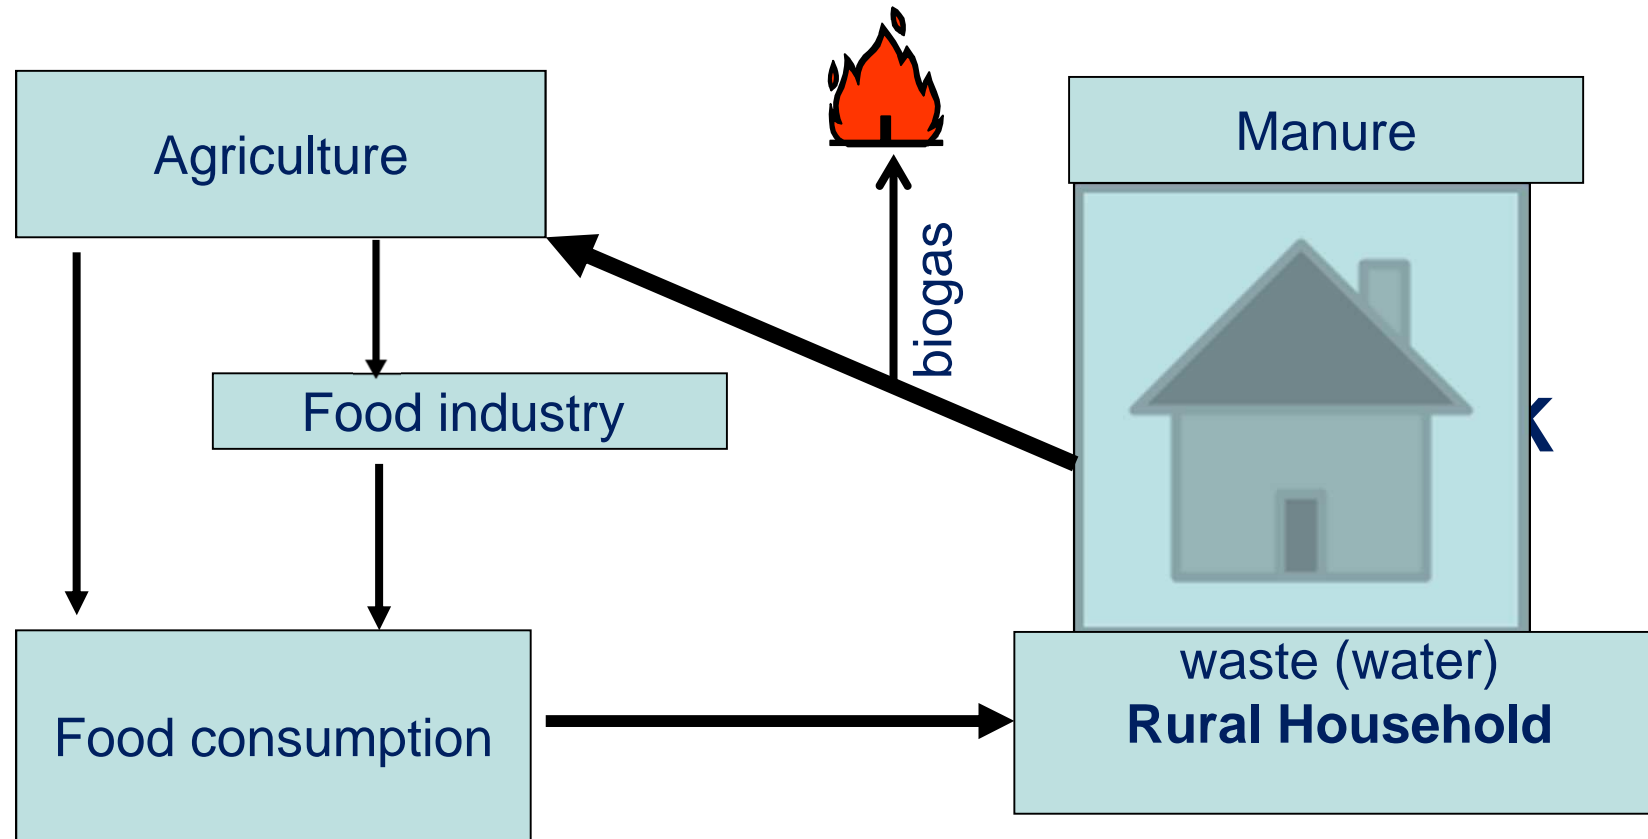 Agriculture
Manure
biogas
Food industry
waste (water)
Rural Household
Food consumption